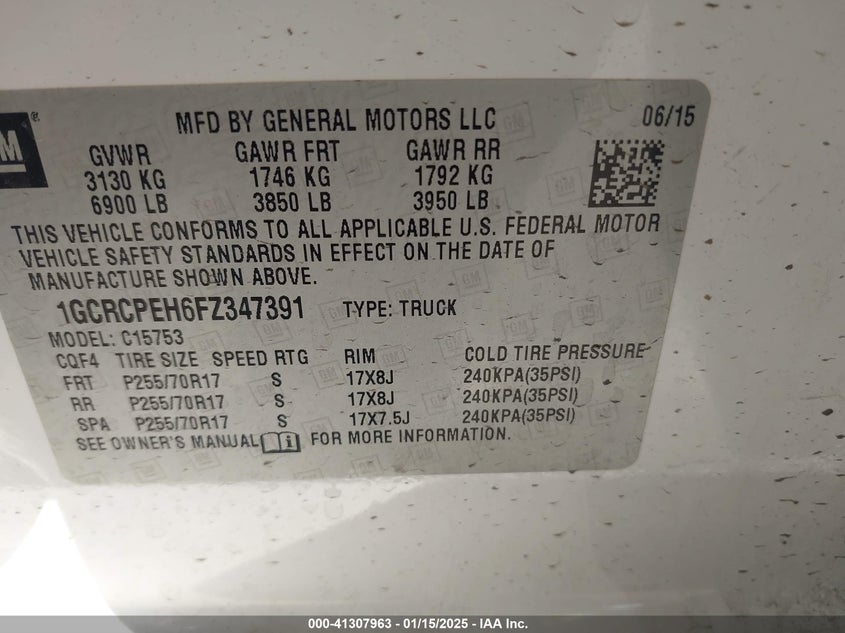 GM
MFD BY GENERAL MOTORS LLC 06/15
GVWR GAWR FRT GAWR RR
3130 KG 1746 KG 1792 KG
6900 LB 3850 LB 3950 LB
THIS VEHICLE CONFORMS TO ALL APPLICABLE U.S. FEDERAL MOTOR
VEHICLE SAFETY STANDARDS IN EFFECT ON THE DATE OF
MANUFACTURE SHOWN ABOVE.
1GCRCPEH6FZ347391 TYPE: TRUCK
MODEL: C15753
CQF4 TIRE SIZE SPEED RTG RIM COLD TIRE PRESSURE
FRT P255/70R17 S 17X8J 240KPA(35PSI)
RR P255/70R17 S 17X8J 240KPA(35PSI)
SPA P255/70R17 S 17X7.5J 240KPA(35PSI)
SEE OWNER'S MANUAL FOR MORE INFORMATION.
000-41307963 - 01/15/2025 - IAA Inc.